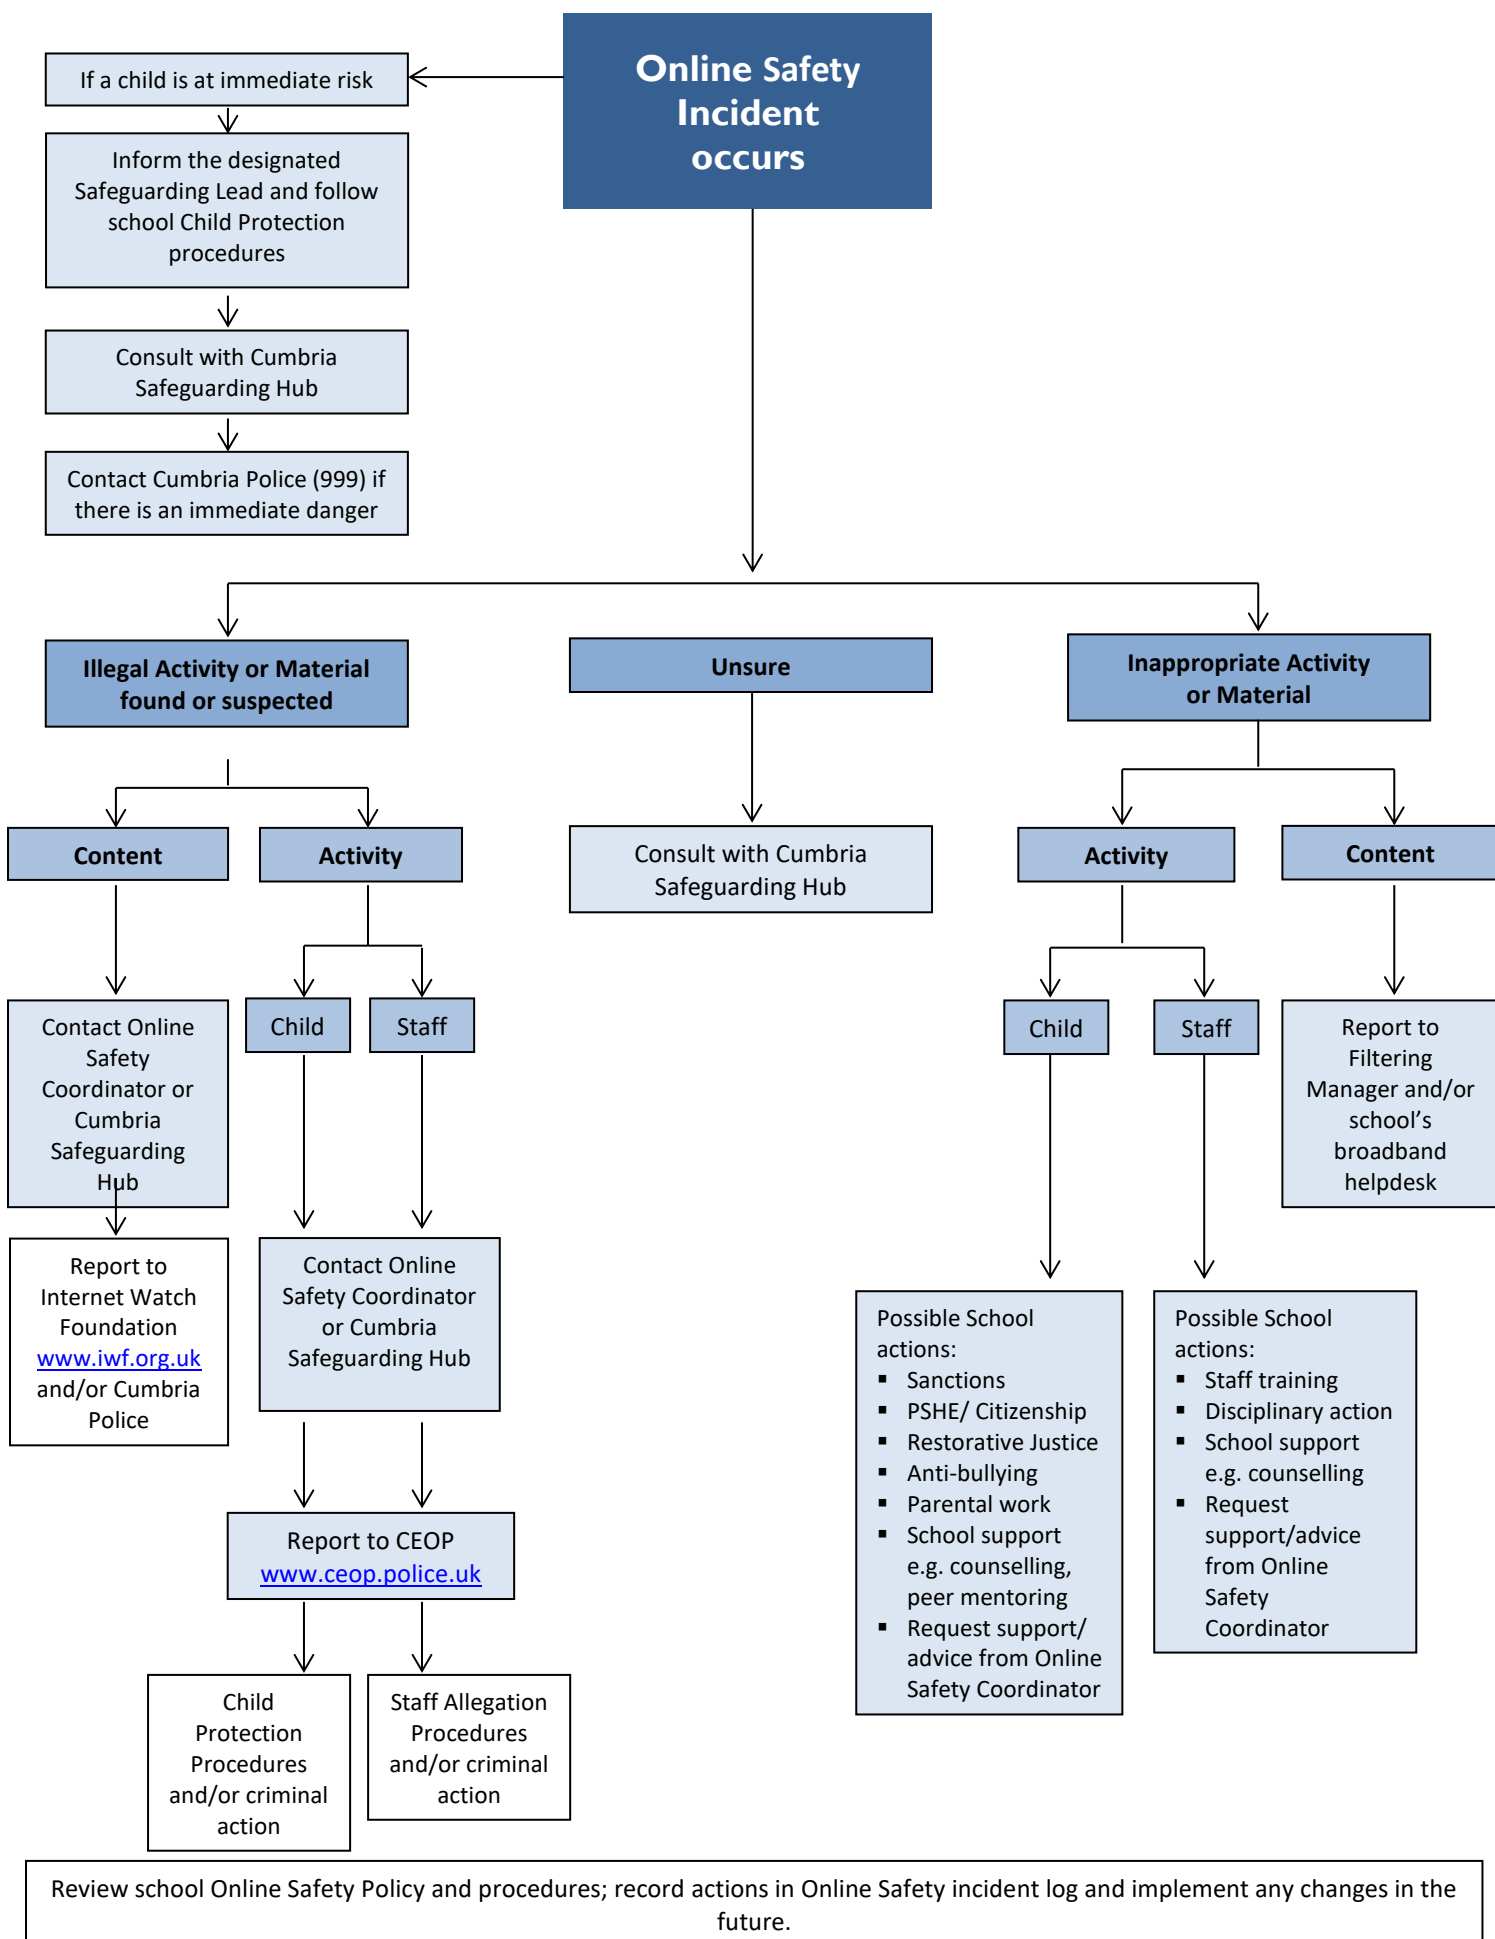 Online Safety
Incident
occurs
If a child is at immediate risk
Inform the designated
Safeguarding Lead and follow
school Child Protection
procedures
Consult with Cumbria
Safeguarding Hub
Contact Cumbria Police (999) if
there is an immediate danger
Illegal Activity or Material
found or suspected
Unsure
Inappropriate Activity
or Material
Content
Activity
Consult with Cumbria
Safeguarding Hub
Activity
Content
Contact Online
Safety
Coordinator or
Cumbria
Safeguarding
Hub
Child
Staff
Child
Staff
Report to
Filtering
Manager and/or
school’s
broadband
helpdesk
Report to
Internet Watch
Foundation
www.iwf.org.uk
and/or Cumbria
Police
Contact Online
Safety Coordinator
or Cumbria
Safeguarding Hub
Possible School
actions:
▪ Sanctions
▪ PSHE/ Citizenship
▪ Restorative Justice
▪ Anti-bullying
▪ Parental work
▪ School support
e.g. counselling,
peer mentoring
▪ Request support/
advice from Online
Safety Coordinator
Possible School
actions:
▪ Staff training
▪ Disciplinary action
▪ School support
e.g. counselling
▪ Request
support/advice
from Online
Safety
Coordinator
Report to CEOP
www.ceop.police.uk
Child
Protection
Procedures
and/or criminal
action
Staff Allegation
Procedures
and/or criminal
action
Review school Online Safety Policy and procedures; record actions in Online Safety incident log and implement any changes in the
future.